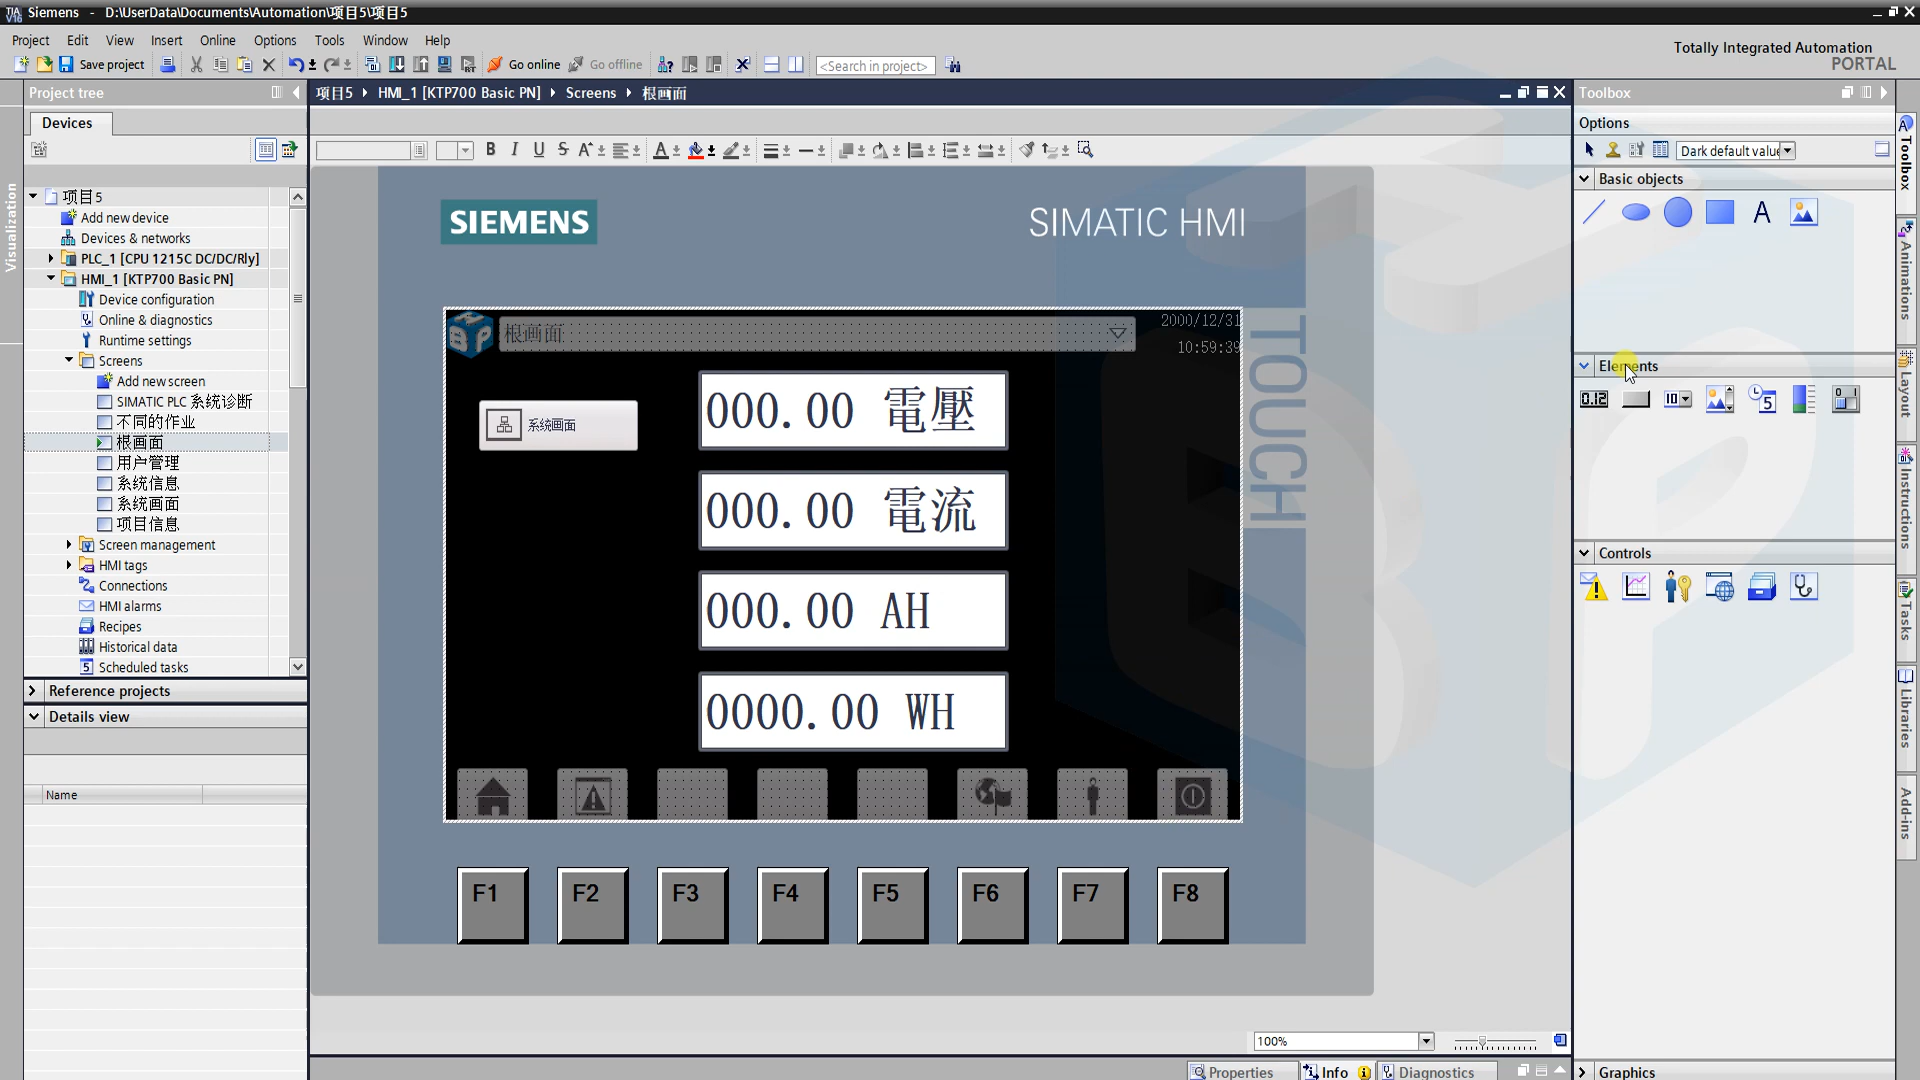 Siemens - D:\UserData\Documents\Automation\项目5\项目5
Project Edit View Insert Online Options Tools Window Help
Totally Integrated Automation
PORTAL
Save project
Go online
Go offline
<Search in project>
Project tree
项目5 HMI_1 [KTP700 Basic PN] Screens 根画面
Toolbox
Devices
Options
Dark default value
Visualization
Basic objects
项目5
Add new device
Devices & networks
PLC_1 [CPU 1215C DC/DC/Rly]
HMI_1 [KTP700 Basic PN]
Device configuration
Online & diagnostics
Runtime settings
Screens
Add new screen
SIMATIC PLC 系统诊断
不同的作业
根画面
用户管理
系统信息
系统画面
项目信息
Screen management
HMI tags
Connections
HMI alarms
Recipes
Historical data
Scheduled tasks
Reference projects
Details view
Name
SIEMENS
SIMATIC HMI
TOUCH
根画面
2000/12/31
10:59:39
系统画面
000.00 電壓
000.00 電流
000.00 AH
0000.00 WH
F1 F2 F3 F4 F5 F6 F7 F8
100%
Properties Info Diagnostics
Elements
Controls
Graphics
Toolbox
Animations
Layout
Instructions
Tasks
Libraries
Add-ins